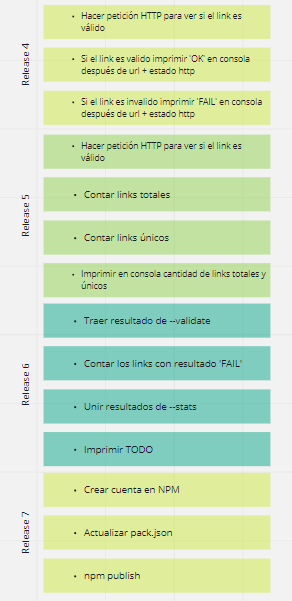 Release 4
• Hacer petición HTTP para ver si el link es
válido
• Si el link es valido imprimir 'OK' en consola
después de url + estado http
• Si el link es invalido imprimir 'FAIL' en consola
después de url + estado http
Release 5
• Hacer petición HTTP para ver si el link es
válido
• Contar links totales
• Contar links únicos
• Imprimir en consola cantidad de links totales y
únicos
Release 6
• Traer resultado de --validate
• Contar los links con resultado 'FAIL'
• Unir resultados de --stats
• Imprimir TODO
Release 7
• Crear cuenta en NPM
• Actualizar pack.json
• npm publish